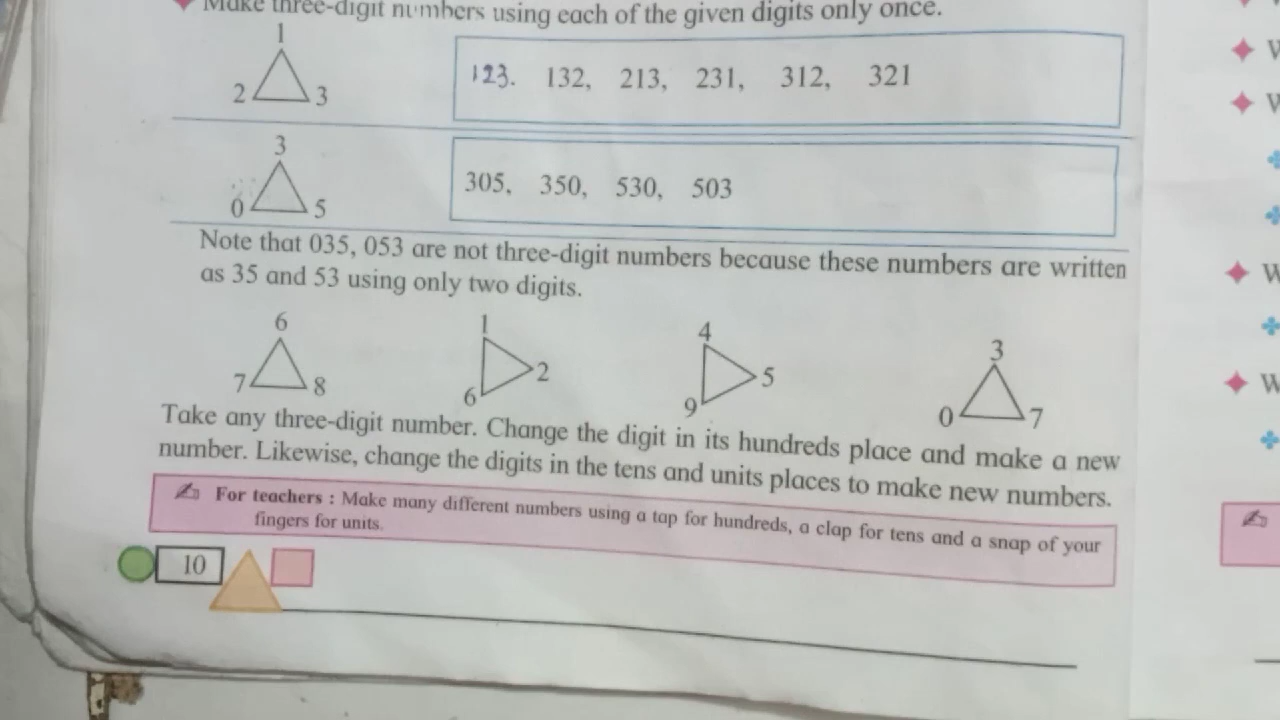 Make three-digit numbers using each of the given digits only once.
1
2 3
123. 132, 213, 231, 312, 321
3
0 5
305, 350, 530, 503
Note that 035, 053 are not three-digit numbers because these numbers are written
as 35 and 53 using only two digits.
6
7 8
1
6 2
4
9 5
3
0 7
Take any three-digit number. Change the digit in its hundreds place and make a new
number. Likewise, change the digits in the tens and units places to make new numbers.
For teachers : Make many different numbers using a tap for hundreds, a clap for tens and a snap of your
fingers for units.
10